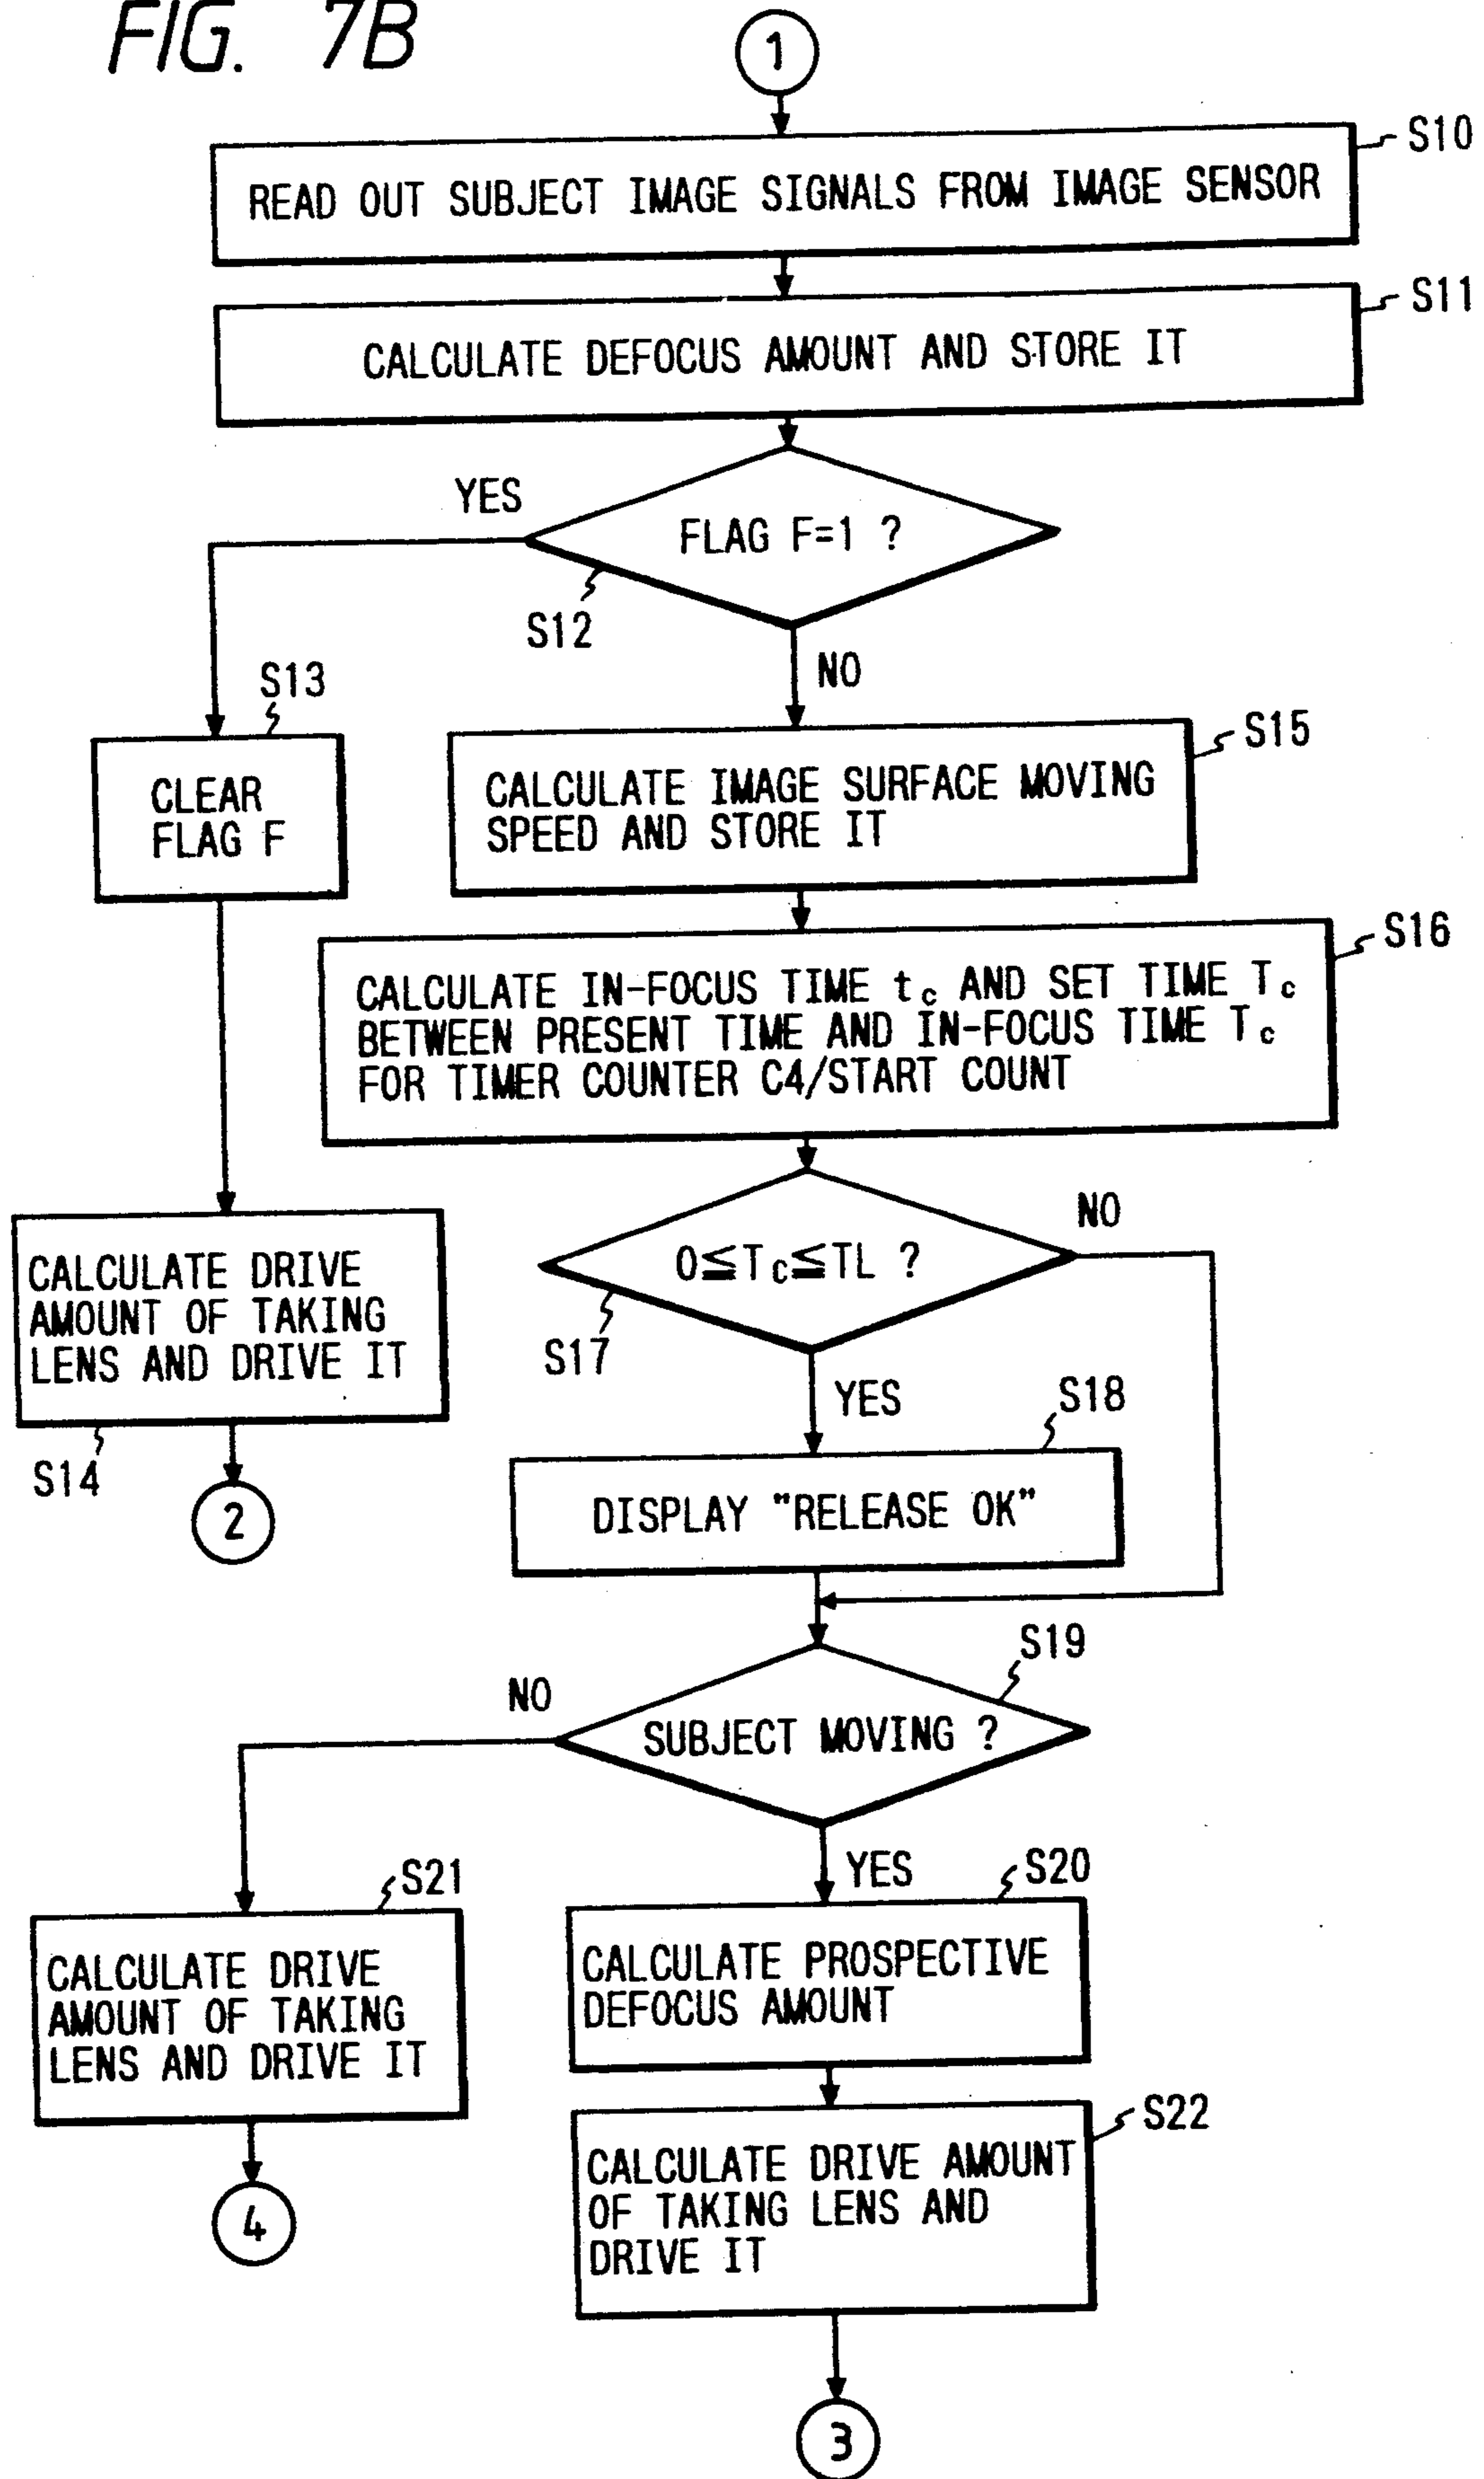 FIG. 7B
1
S10
READ OUT SUBJECT IMAGE SIGNALS FROM IMAGE SENSOR
S11
CALCULATE DEFOCUS AMOUNT AND STORE IT
YES
FLAG F=1 ?
S12
NO
S13
CLEAR
FLAG F
S15
CALCULATE IMAGE SURFACE MOVING
SPEED AND STORE IT
S16
CALCULATE IN-FOCUS TIME tc AND SET TIME Tc
BETWEEN PRESENT TIME AND IN-FOCUS TIME Tc
FOR TIMER COUNTER C4/START COUNT
NO
0≦Tc≦TL ?
S17
CALCULATE DRIVE
AMOUNT OF TAKING
LENS AND DRIVE IT
S14
2
YES
S18
DISPLAY "RELEASE OK"
S19
NO
SUBJECT MOVING ?
YES
S21
CALCULATE DRIVE
AMOUNT OF TAKING
LENS AND DRIVE IT
4
S20
CALCULATE PROSPECTIVE
DEFOCUS AMOUNT
S22
CALCULATE DRIVE AMOUNT
OF TAKING LENS AND
DRIVE IT
3